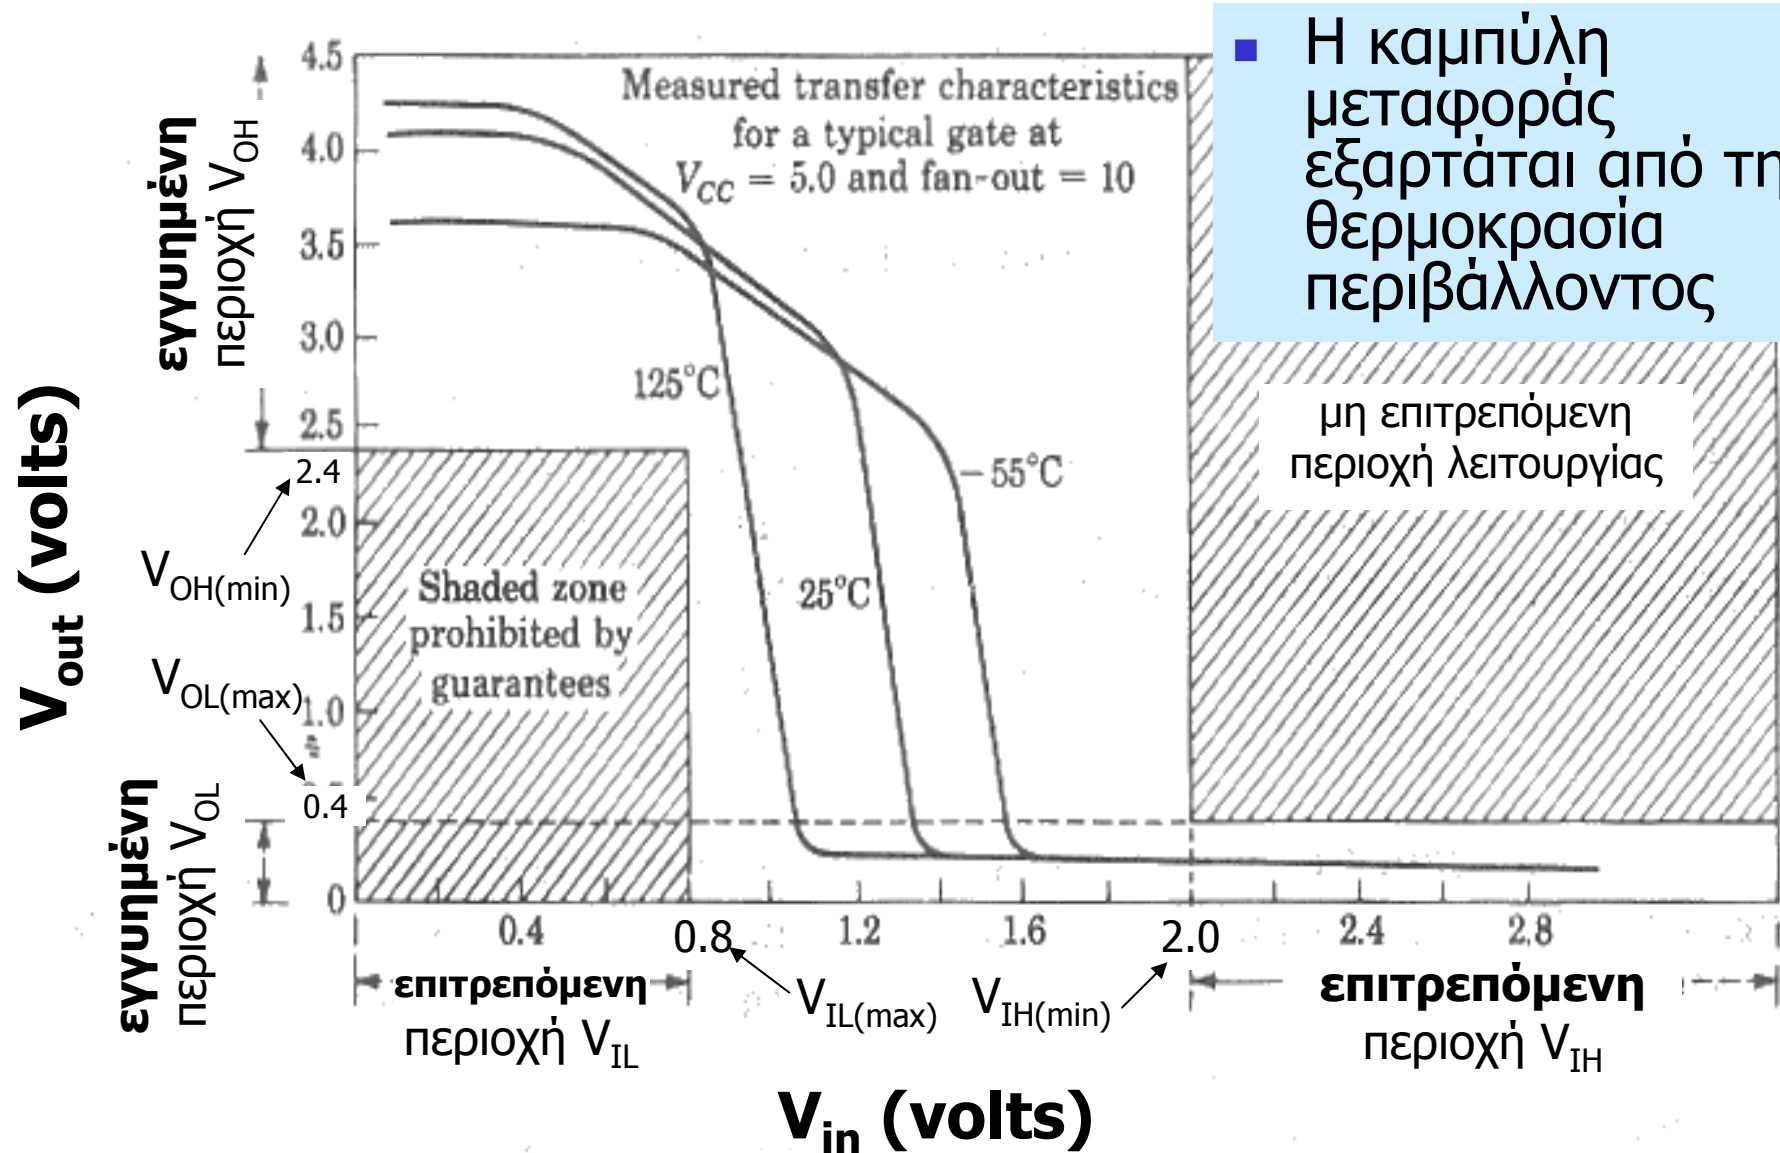 ■ Η καμπύλη
μεταφοράς
εξαρτάται από τη
θερμοκρασία
περιβάλλοντος
Measured transfer characteristics
for a typical gate at
VCC = 5.0 and fan-out = 10
4.5
4.0
3.5
3.0
2.5
2.4
2.0
1.5
1.0
0.4
0
εγγυημένη
περιοχή VOH
Vout (volts)
VOH(min)
VOL(max)
εγγυημένη
περιοχή VOL
125°C
25°C
−55°C
Shaded zone
prohibited by
guarantees
μη επιτρεπόμενη
περιοχή λειτουργίας
0.4 0.8 1.2 1.6 2.0 2.4 2.8
επιτρεπόμενη
περιοχή VIL
VIL(max)
VIH(min)
επιτρεπόμενη
περιοχή VIH
Vin (volts)